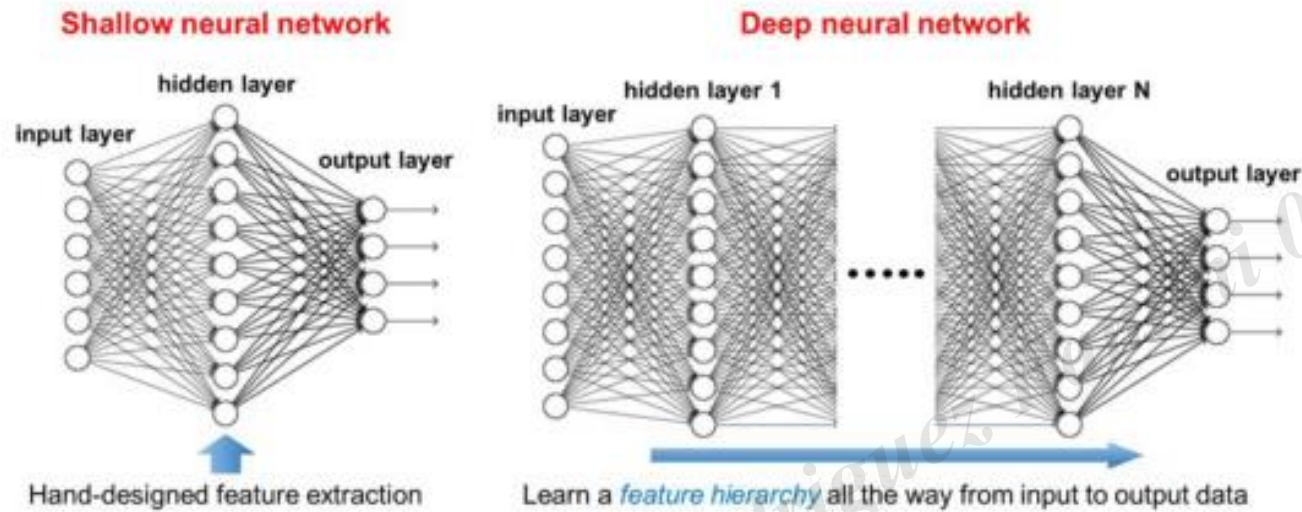 Shallow neural network
hidden layer
input layer
output layer
Hand-designed feature extraction
Deep neural network
hidden layer 1
hidden layer N
input layer
output layer
Learn a feature hierarchy all the way from input to output data